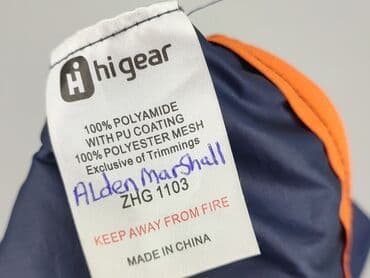 hi gear
100% POLYAMIDE
WITH PU COATING
100% POLYESTER MESH
Exclusive of Trimmings
Alden Marshall
ZHG 1103
KEEP AWAY FROM FIRE
MADE IN CHINA